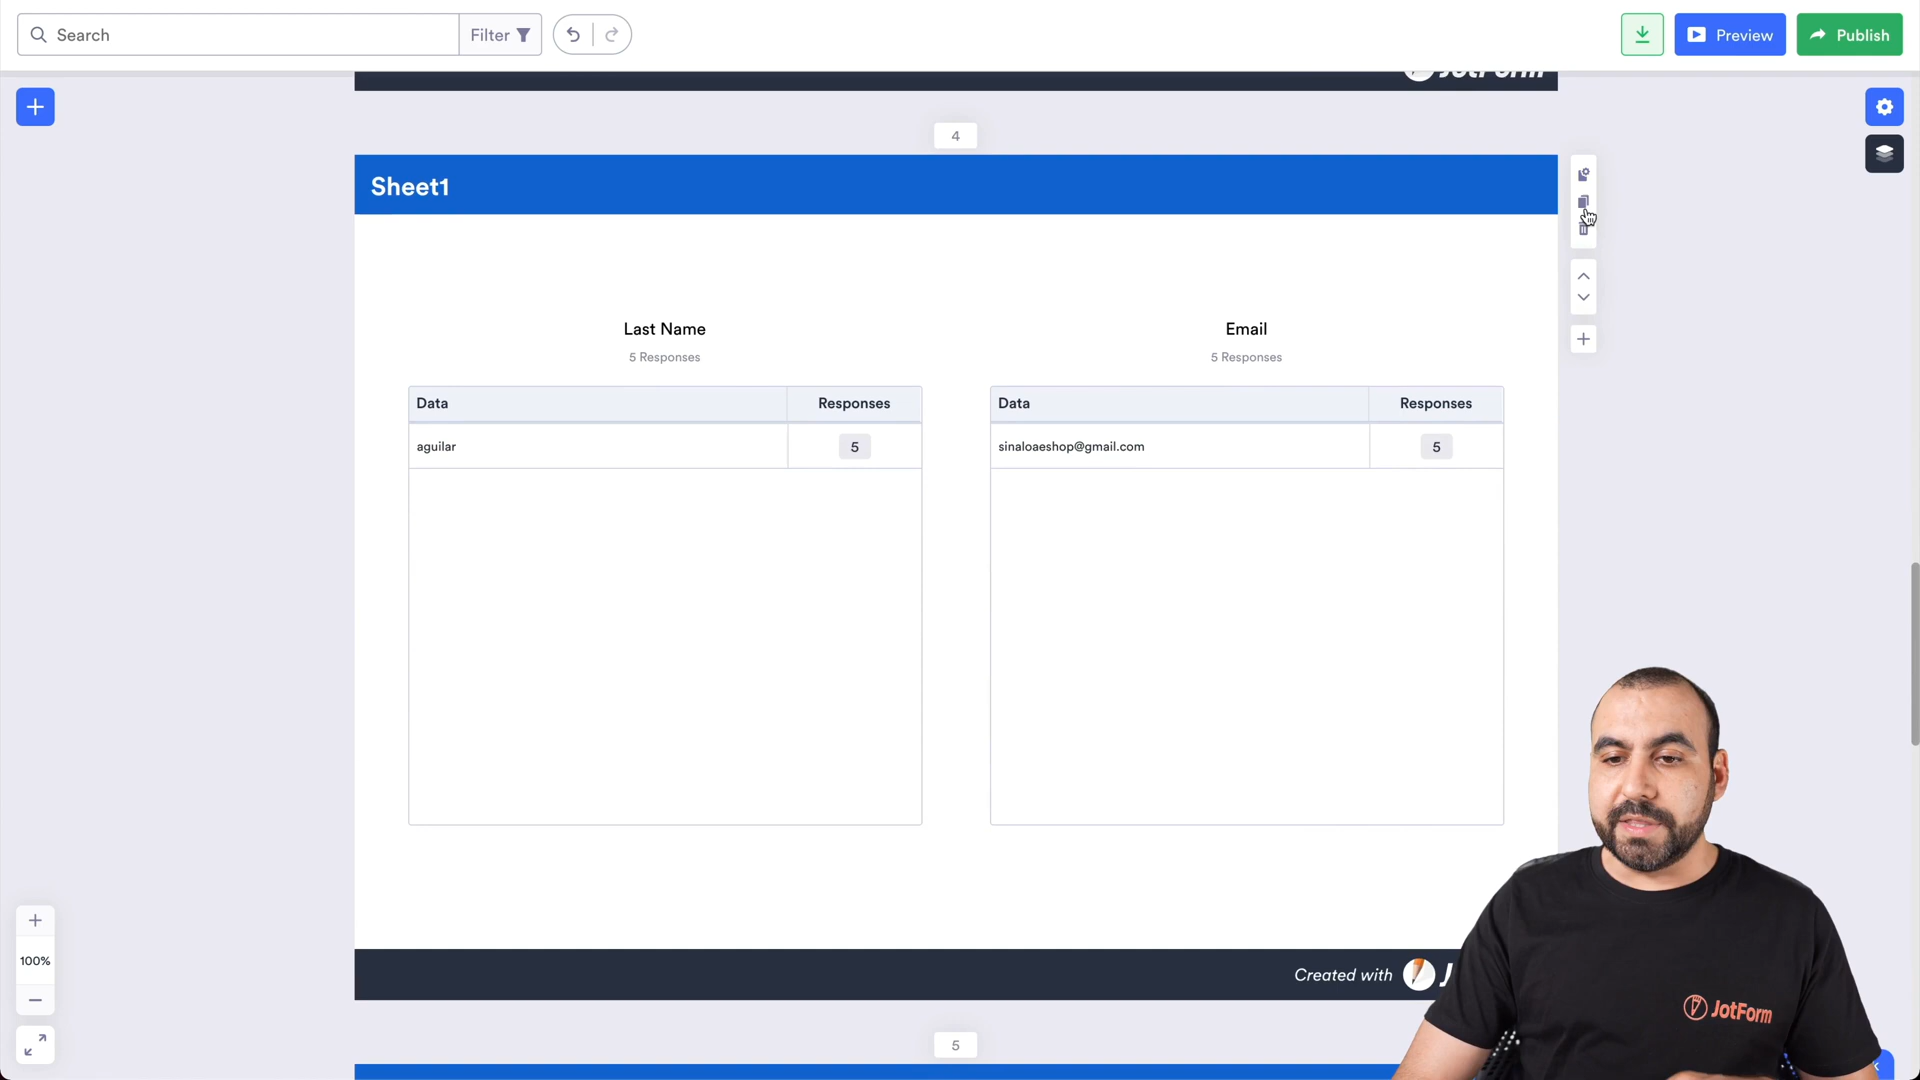 Search
Filter
Preview
Publish
JotForm
4
Sheet1
Last Name
5 Responses
Email
5 Responses
Data
Responses
Data
Responses
aguilar
5
sinaloaeshop@gmail.com
5
100%
Created with J
JotForm
5